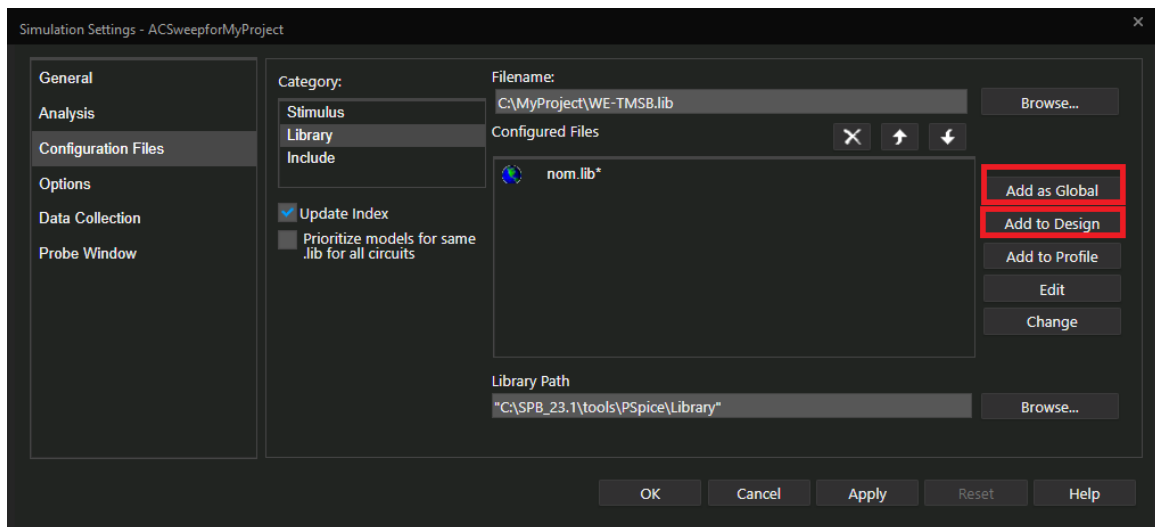 Simulation Settings - ACSweepforMyProject
General
Analysis
Configuration Files
Options
Data Collection
Probe Window
Category:
Stimulus
Library
Include
Update Index
Prioritize models for same
.lib for all circuits
Filename:
C:\MyProject\WE-TMSB.lib
Browse...
Configured Files
nom.lib*
Add as Global
Add to Design
Add to Profile
Edit
Change
Library Path
"C:\SPB_23.1\tools\PSpice\Library"
Browse...
OK
Cancel
Apply
Reset
Help